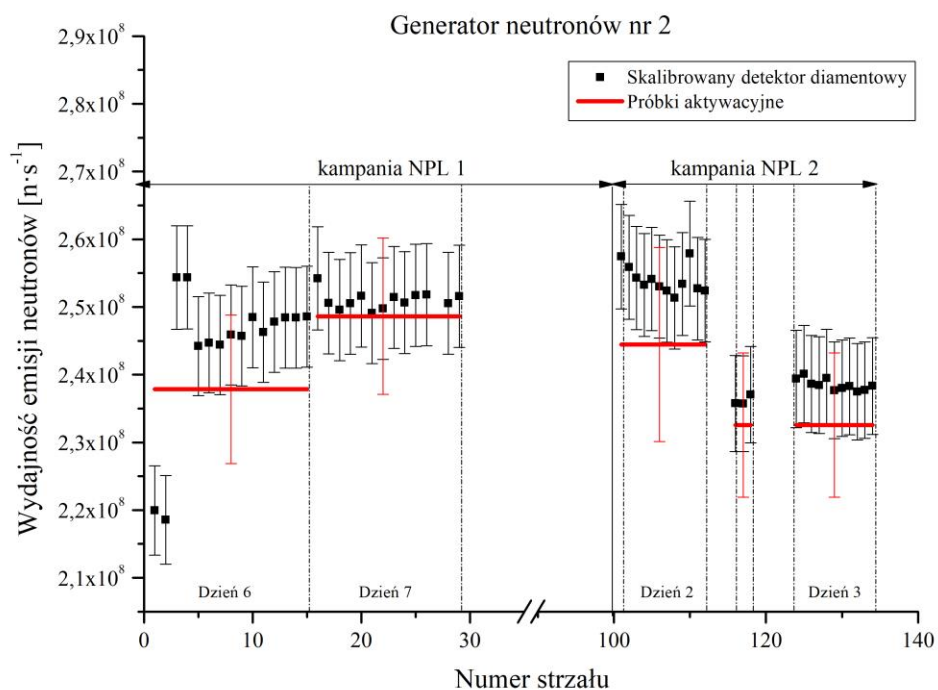 Generator neutronów nr 2
2,9x10⁸
2,8x10⁸
2,7x10⁸
2,6x10⁸
2,5x10⁸
2,4x10⁸
2,3x10⁸
2,2x10⁸
2,1x10⁸
Wydajność emisji neutronów [n·s⁻¹]
Skalibrowany detektor diamentowy
Próbki aktywacyjne
kampania NPL 1
kampania NPL 2
Dzień 6
Dzień 7
Dzień 2
Dzień 3
0 10 20 30 100 120 140
Numer strzału